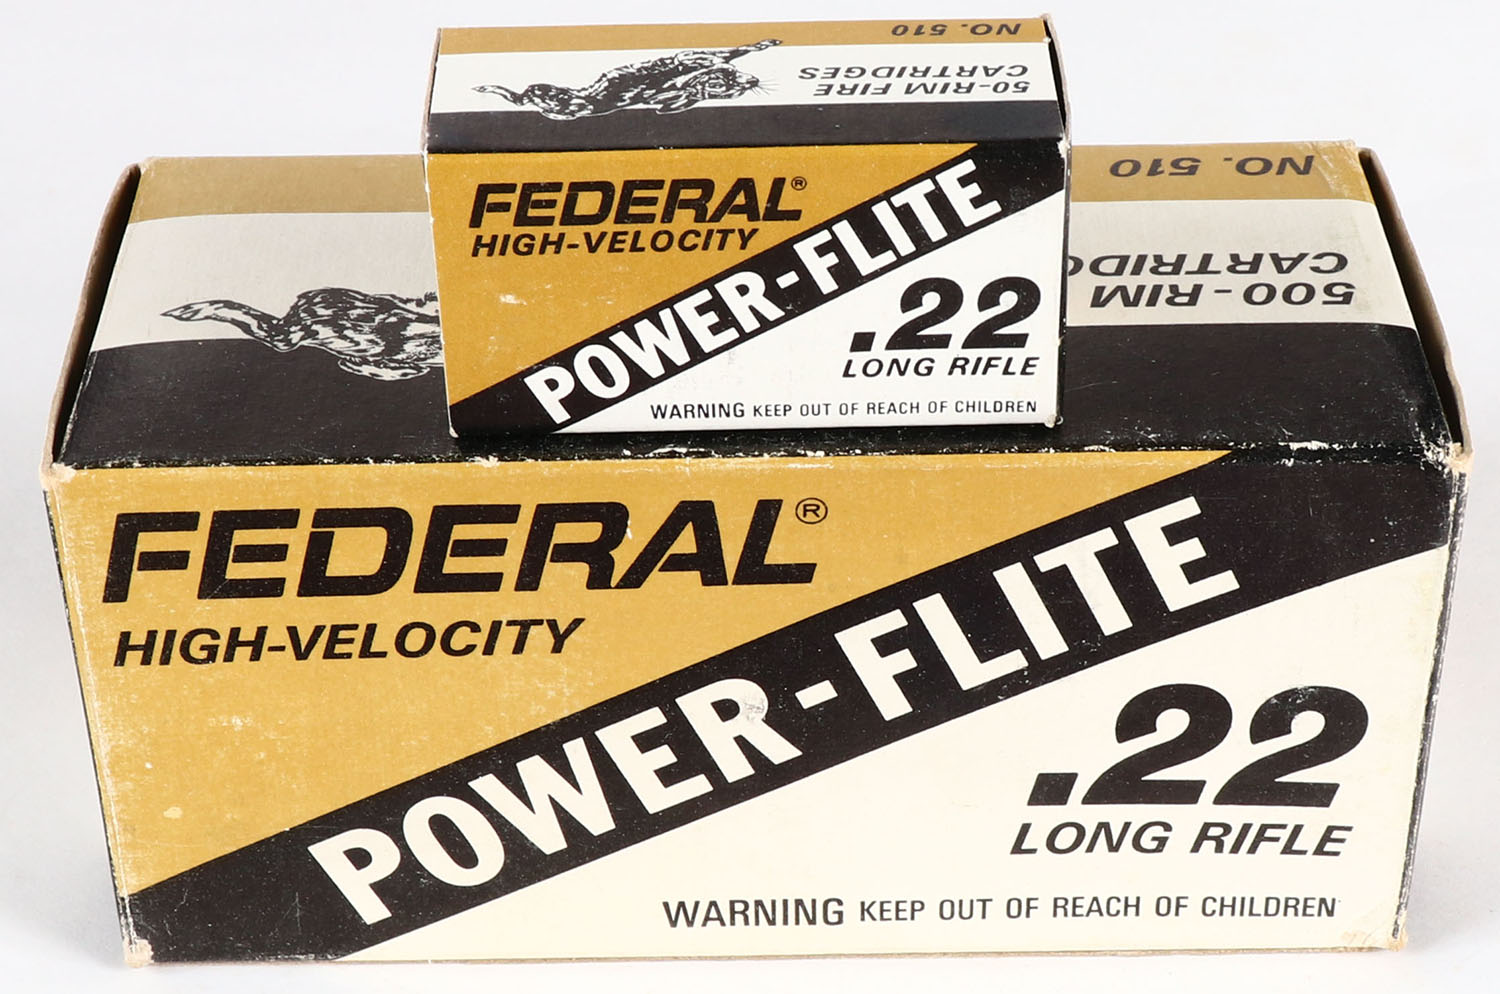 NO. 510
50-RIM FIRE
CARTRIDGES
FEDERAL®
HIGH-VELOCITY
POWER-FLITE
.22
LONG RIFLE
WARNING KEEP OUT OF REACH OF CHILDREN
NO. 510
500-RIM
FEDERAL®
HIGH-VELOCITY
POWER-FLITE
.22
LONG RIFLE
WARNING KEEP OUT OF REACH OF CHILDREN